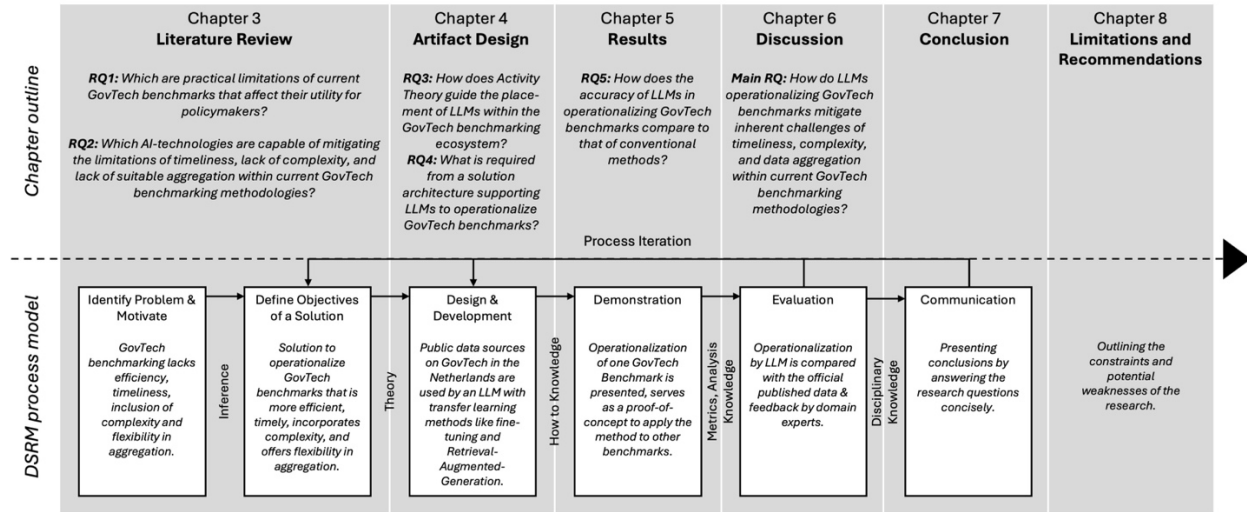 Chapter outline
Chapter 3
Literature Review
RQ1: Which are practical limitations of current
GovTech benchmarks that affect their utility for
policymakers?
RQ2: Which AI-technologies are capable of mitigating
the limitations of timeliness, lack of complexity, and
lack of suitable aggregation within current GovTech
benchmarking methodologies?
Chapter 4
Artifact Design
RQ3: How does Activity
Theory guide the place-
ment of LLMs within the
GovTech benchmarking
ecosystem?
RQ4: What is required
from a solution
architecture supporting
LLMs to operationalize
GovTech benchmarks?
Chapter 5
Results
RQ5: How does the
accuracy of LLMs in
operationalizing GovTech
benchmarks compare to
that of conventional
methods?
Chapter 6
Discussion
Main RQ: How do LLMs
operationalizing GovTech
benchmarks mitigate
inherent challenges of
timeliness, complexity,
and data aggregation
within current GovTech
benchmarking
methodologies?
Chapter 7
Conclusion
Chapter 8
Limitations and
Recommendations
Process Iteration
DSRM process model
Identify Problem &
Motivate
GovTech
benchmarking lacks
efficiency,
timeliness,
inclusion of
complexity and
flexibility in
aggregation.
Inference
Define Objectives
of a Solution
Solution to
operationalize
GovTech
benchmarks that is
more efficient,
timely, incorporates
complexity, and
offers flexibility in
aggregation.
Theory
Design &
Development
Public data sources
on GovTech in the
Netherlands are
used by an LLM with
transfer learning
methods like fine-
tuning and
Retrieval-
Augmented-
Generation.
How to Knowledge
Demonstration
Operationalization
of one GovTech
Benchmark is
presented, serves
as a proof-of-
concept to apply the
method to other
benchmarks.
Metrics, Analysis
Knowledge
Evaluation
Operationalization
by LLM is compared
with the official
published data &
feedback by domain
experts.
Disciplinary
Knowledge
Communication
Presenting
conclusions by
answering the
research questions
concisely.
Outlining the
constraints and
potential
weaknesses of the
research.